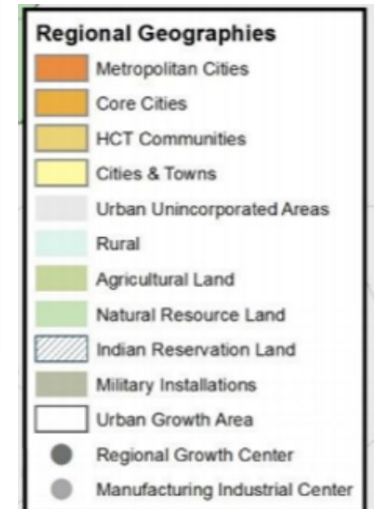 Regional Geographies
Metropolitan Cities
Core Cities
HCT Communities
Cities & Towns
Urban Unincorporated Areas
Rural
Agricultural Land
Natural Resource Land
Indian Reservation Land
Military Installations
Urban Growth Area
Regional Growth Center
Manufacturing Industrial Center